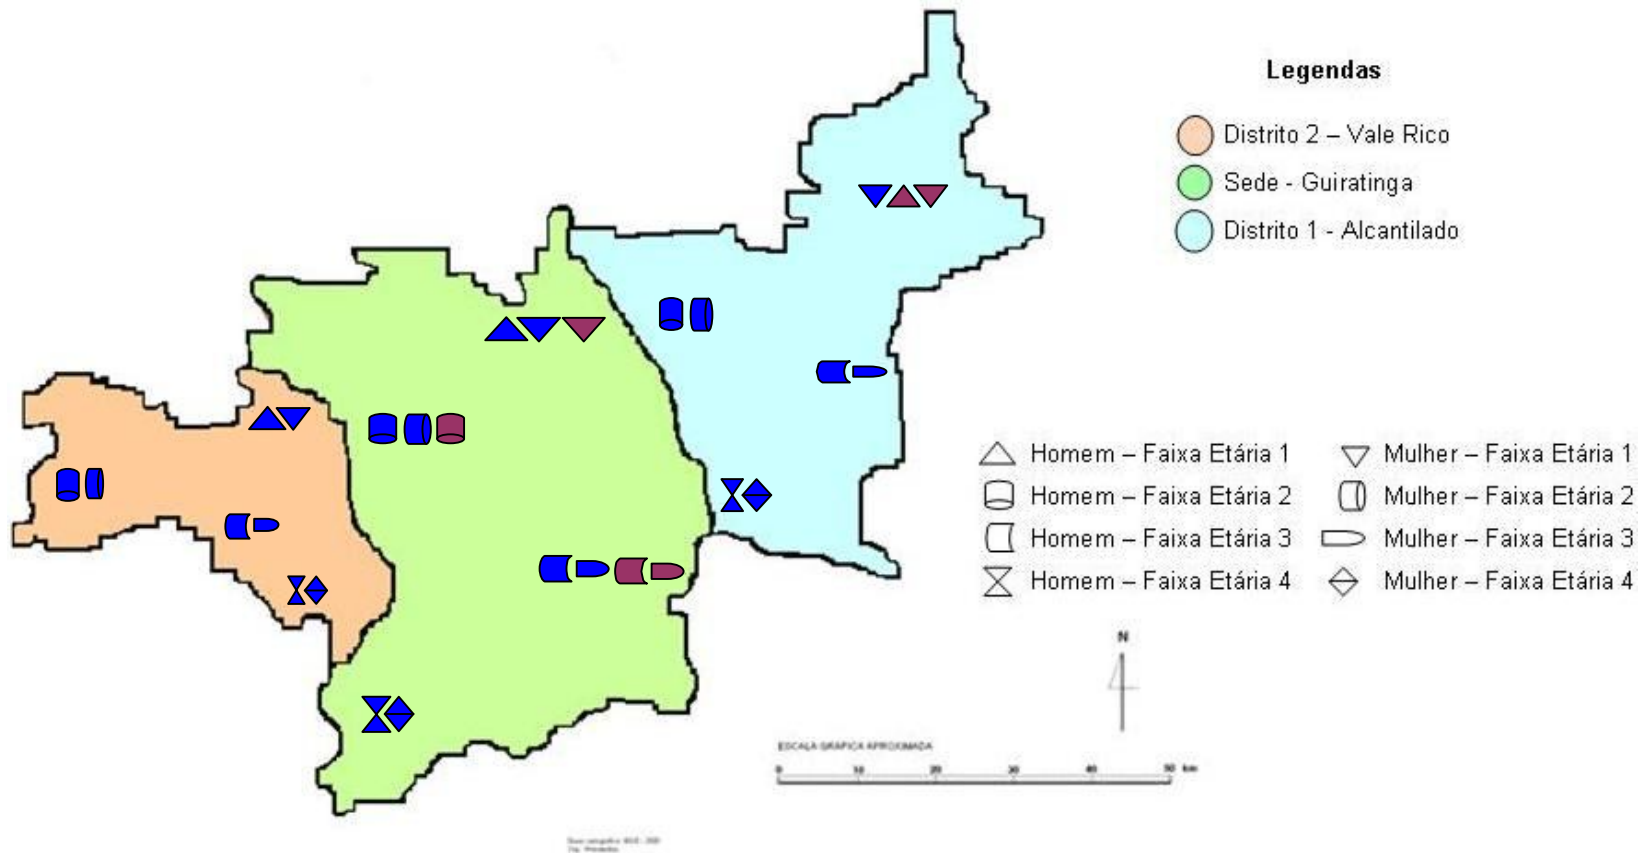 Legendas
Distrito 2 – Vale Rico
Sede - Guiratinga
Distrito 1 - Alcantilado
Homem – Faixa Etária 1
Mulher – Faixa Etária 1
Homem – Faixa Etária 2
Mulher – Faixa Etária 2
Homem – Faixa Etária 3
Mulher – Faixa Etária 3
Homem – Faixa Etária 4
Mulher – Faixa Etária 4
N
ESCALA GRÁFICA APROXIMADA
0 10 20 30 40 50 km